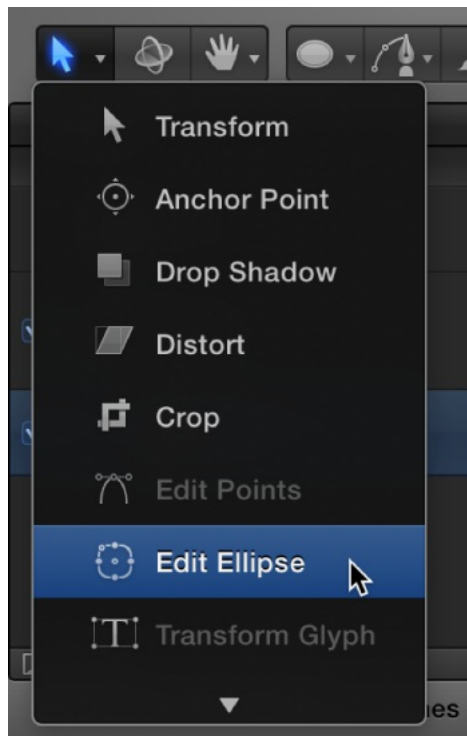 Transform
Anchor Point
Drop Shadow
Distort
Crop
Edit Points
Edit Ellipse
Transform Glyph